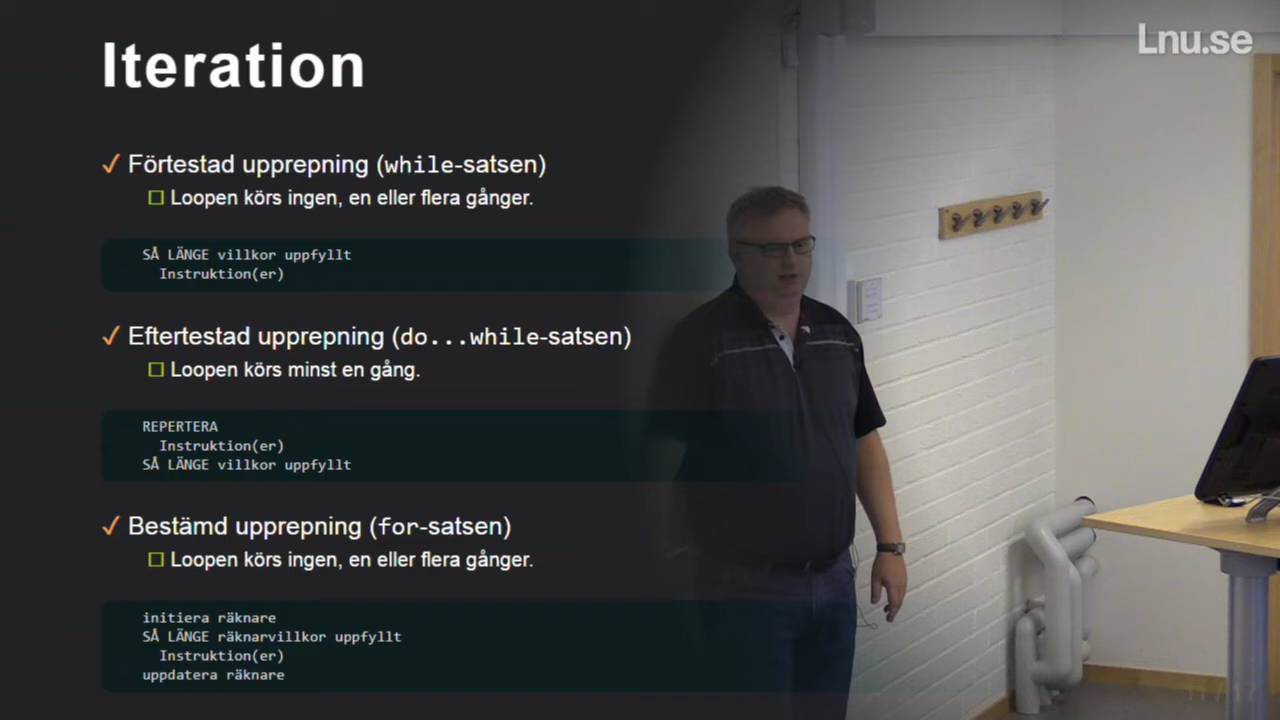 Iteration
Lnu.se
✓ Förtestad upprepning (while-satsen)
□ Loopen körs ingen, en eller flera gånger.
SÅ LÄNGE villkor uppfyllt
Instruktion(er)
✓ Eftertestad upprepning (do...while-satsen)
□ Loopen körs minst en gång.
REPERTERA
Instruktion(er)
SÅ LÄNGE villkor uppfyllt
✓ Bestämd upprepning (for-satsen)
□ Loopen körs ingen, en eller flera gånger.
initiera räknare
SÅ LÄNGE räknarvillkor uppfyllt
Instruktion(er)
uppdatera räknare